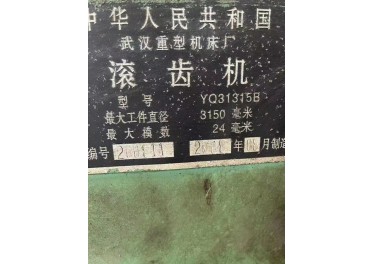 中华人民共和国
武汉重型机床厂
滚齿机
型号 YQ31315B
最大工件直径 3150 毫米
最大模数 24 毫米
编号 年 月制造